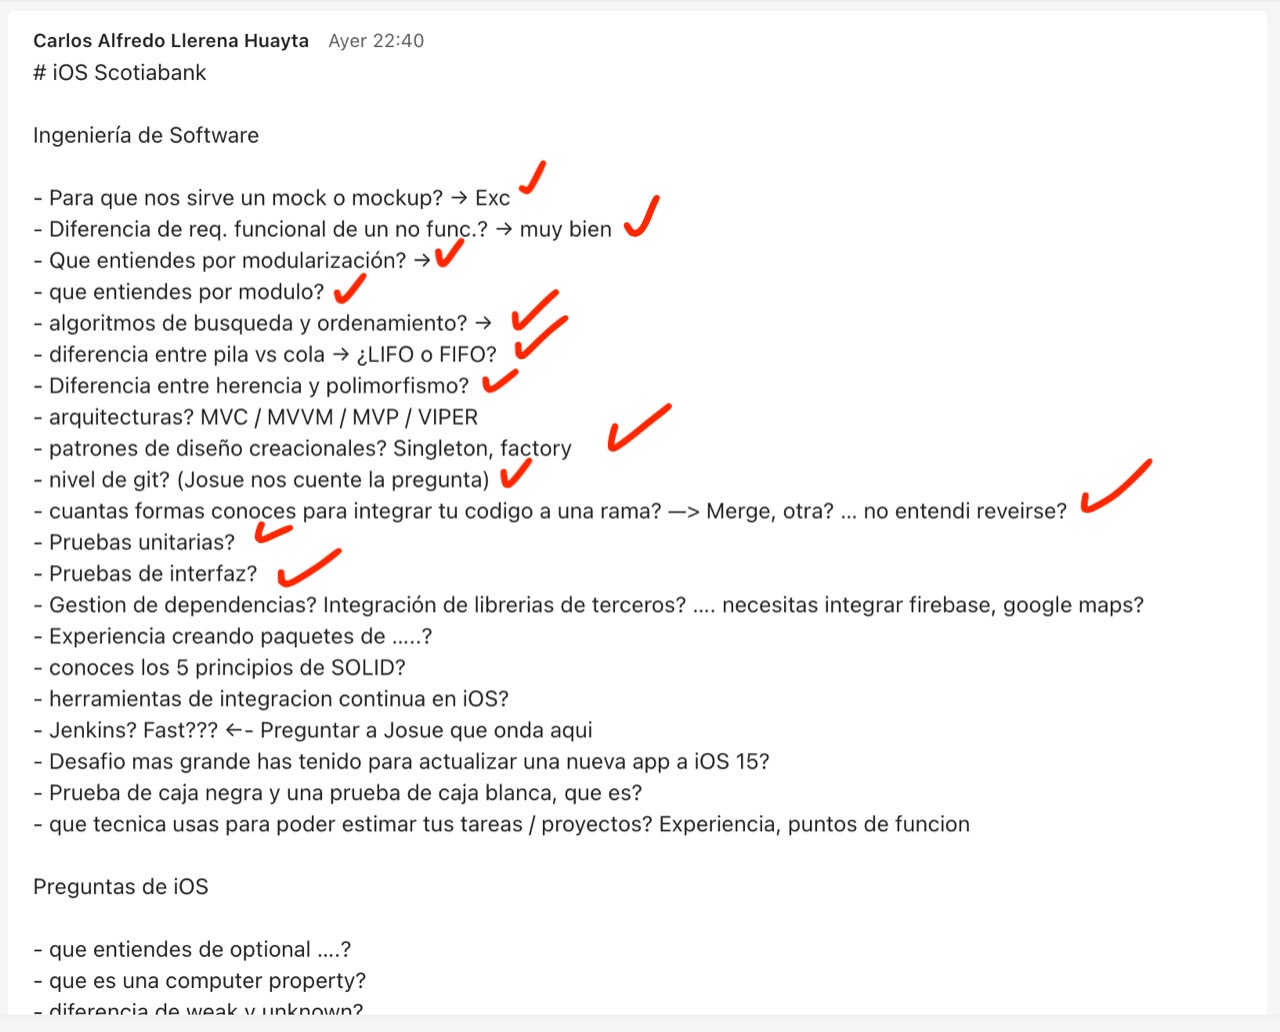 Carlos Alfredo Llerena Huayta Ayer 22:40
# iOS Scotiabank
Ingeniería de Software
- Para que nos sirve un mock o mockup? → Exc
- Diferencia de req. funcional de un no func.? → muy bien
- Que entiendes por modularización? →
- que entiendes por modulo?
- algoritmos de busqueda y ordenamiento? →
- diferencia entre pila vs cola → ¿LIFO o FIFO?
- Diferencia entre herencia y polimorfismo?
- arquitecturas? MVC / MVVM / MVP / VIPER
- patrones de diseño creacionales? Singleton, factory
- nivel de git? (Josue nos cuente la pregunta)
- cuantas formas conoces para integrar tu codigo a una rama? —> Merge, otra? ... no entendi reveirse?
- Pruebas unitarias?
- Pruebas de interfaz?
- Gestion de dependencias? Integración de librerias de terceros? .... necesitas integrar firebase, google maps?
- Experiencia creando paquetes de .....?
- conoces los 5 principios de SOLID?
- herramientas de integracion continua en iOS?
- Jenkins? Fast??? ←- Preguntar a Josue que onda aqui
- Desafio mas grande has tenido para actualizar una nueva app a iOS 15?
- Prueba de caja negra y una prueba de caja blanca, que es?
- que tecnica usas para poder estimar tus tareas / proyectos? Experiencia, puntos de funcion
Preguntas de iOS
- que entiendes de optional ....?
- que es una computer property?
- diferencia de weak y unknown?